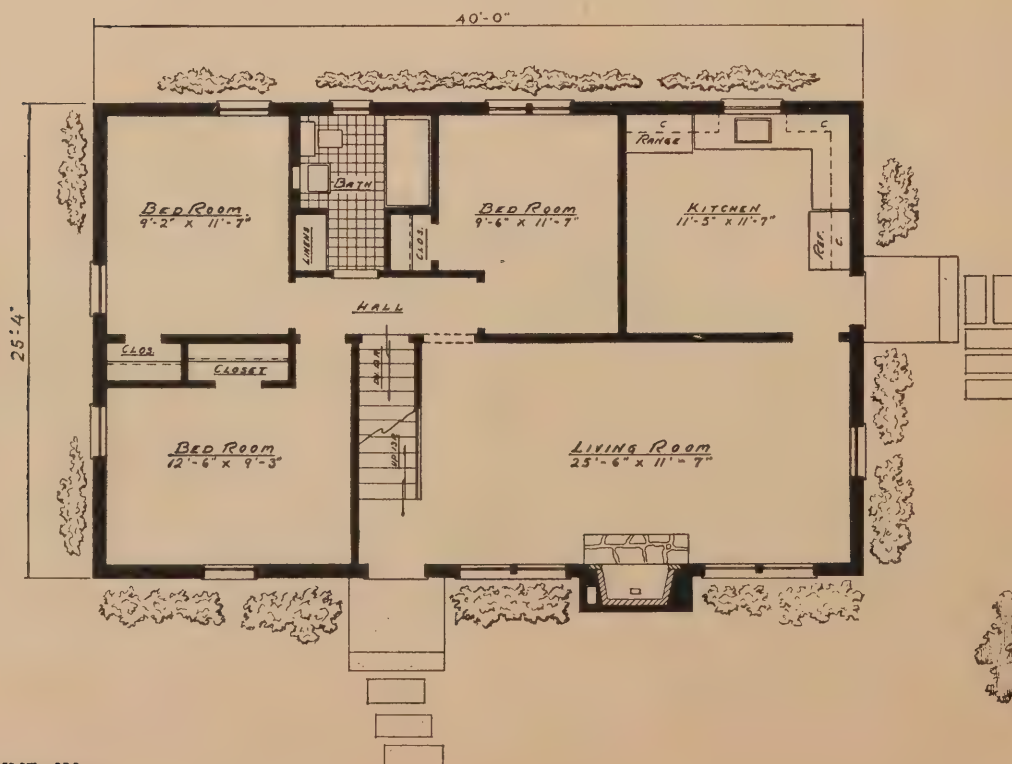 40'-0"
25'-4"
C
C
RANGE
BATH
BED ROOM
9'-2" X 11'-7"
BED ROOM
9'-6" X 11'-7"
KITCHEN
11'-5" X 11'-7"
LINENS
CLOS.
REF.
C.
HALL
CLOS.
CLOSET
BED ROOM
12'-6" X 9'-3"
LIVING ROOM
25'-6" X 11'-7"